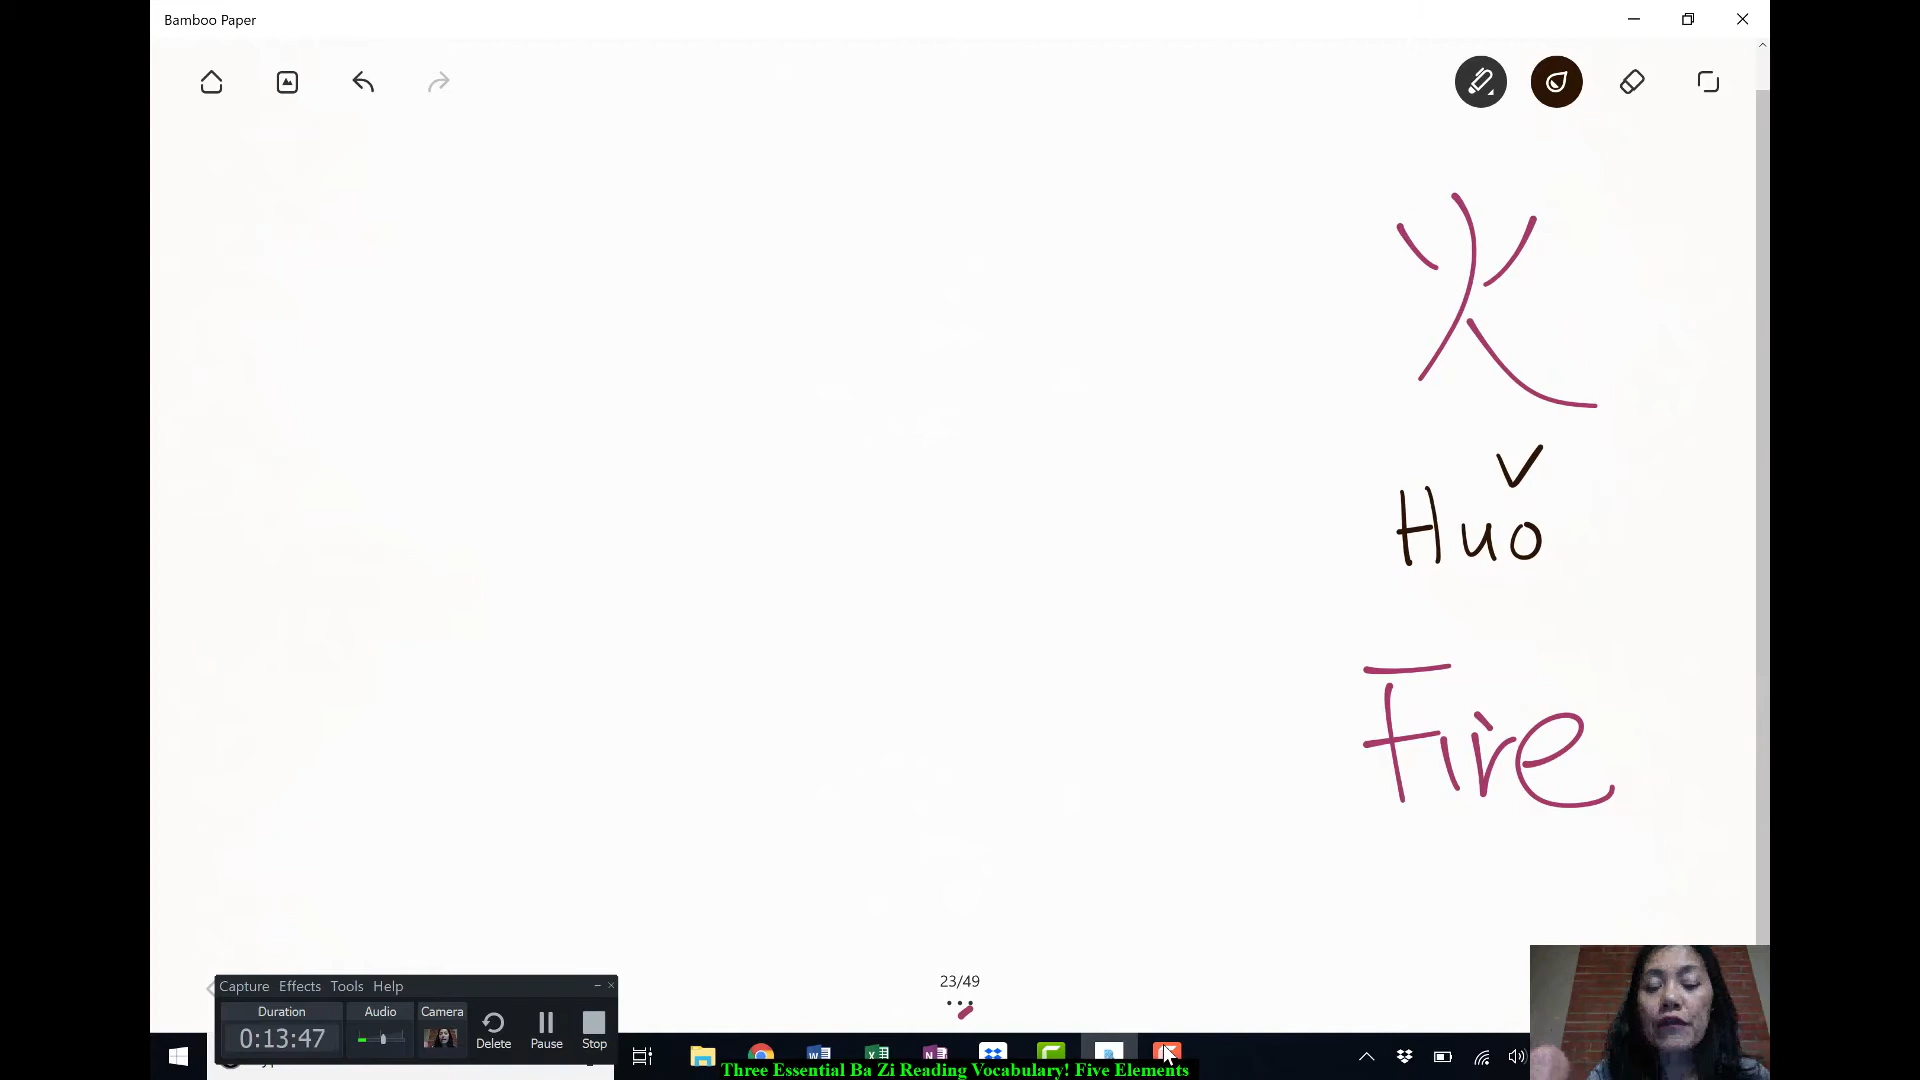 Bamboo Paper
火
ˇ
Huo
Fire
23/49
Capture Effects Tools Help
Duration Audio Camera
0:13:47 Delete Pause Stop
Three Essential Ba Zi Reading Vocabulary! Five Elements